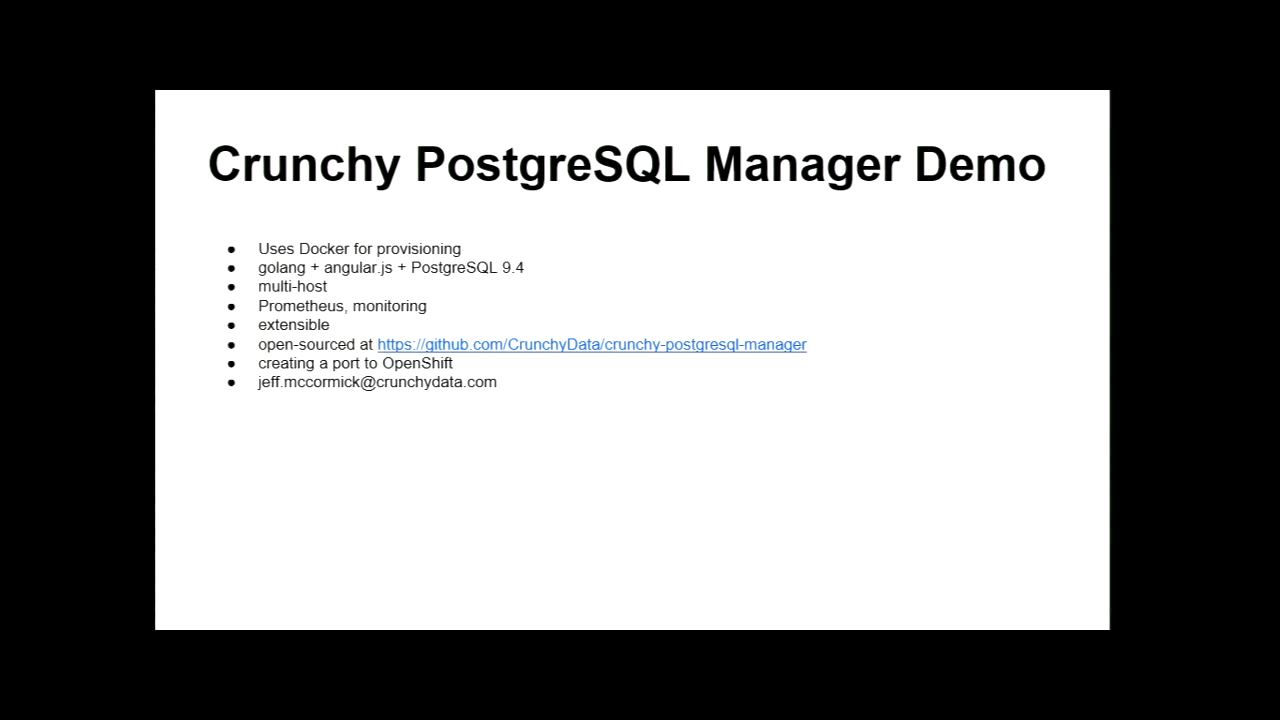 Crunchy PostgreSQL Manager Demo
● Uses Docker for provisioning
● golang + angular.js + PostgreSQL 9.4
● multi-host
● Prometheus, monitoring
● extensible
● open-sourced at https://github.com/CrunchyData/crunchy-postgresql-manager
● creating a port to OpenShift
● jeff.mccormick@crunchydata.com